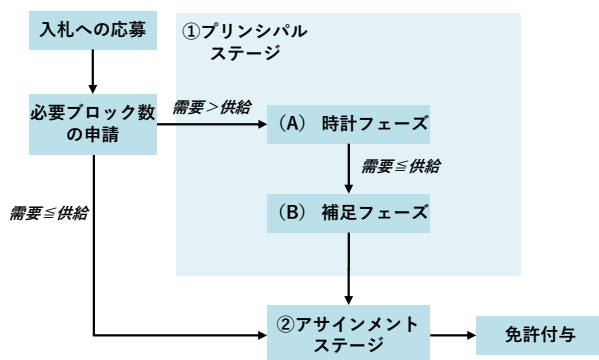 入札への応募
①プリンシパル
ステージ
必要ブロック数
の申請
需要＞供給
（A） 時計フェーズ
需要≦供給
需要≦供給
（B） 補足フェーズ
②アサインメント
ステージ
免許付与